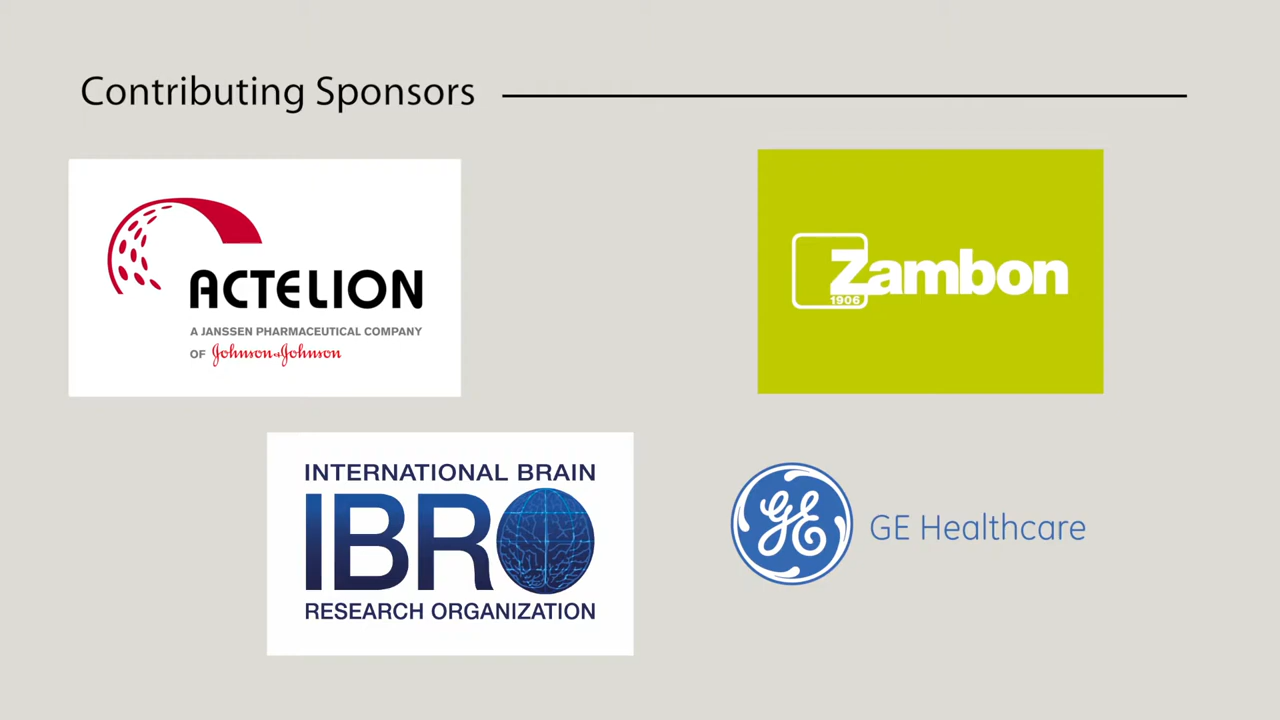 Contributing Sponsors
ACTELION
A JANSSEN PHARMACEUTICAL COMPANY
OF Johnson & Johnson
Zambon
1906
INTERNATIONAL BRAIN
IBRO
RESEARCH ORGANIZATION
GE
GE Healthcare